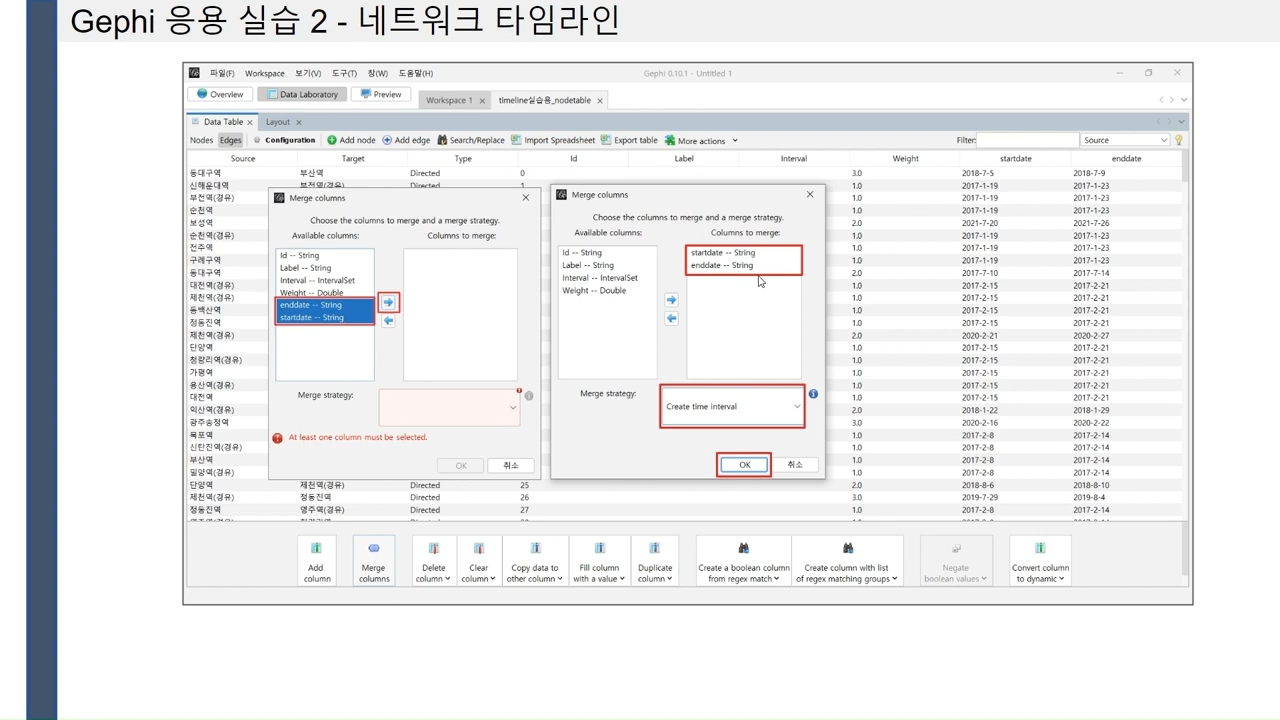 Gephi 응용 실습 2 - 네트워크 타임라인
파일(F) Workspace 보기(V) 도구(T) 창(W) 도움말(H) Gephi 0.10.1 - Untitled 1
Overview Data Laboratory Preview Workspace 1 timeline실습용_nodetable
Data Table Layout
Nodes Edges Configuration Add node Add edge Search/Replace Import Spreadsheet Export table More actions Filter: Source
Source Target Type Id Label Interval Weight startdate enddate
동대구역 부산역 Directed 0 3.0 2018-7-5 2018-7-9
신해운대역 부전역(경유) Directed 1 1.0 2017-1-19 2017-1-23
부전역(경유) 1.0 2017-1-19 2017-1-23
순천역 1.0 2017-1-19 2017-1-23
보성역 2.0 2021-7-20 2021-7-26
순천역(경유) 1.0 2017-1-19 2017-1-23
전주역 1.0 2017-1-19 2017-1-23
구례구역 1.0 2017-1-19 2017-1-23
동대구역 2.0 2017-7-10 2017-7-14
대전역(경유) 1.0 2017-2-15 2017-2-21
제천역(경유) 1.0 2017-2-15 2017-2-21
동백산역 1.0 2017-2-15 2017-2-21
정동진역 1.0 2017-2-15 2017-2-21
제천역(경유) 2.0 2020-2-21 2020-2-27
단양역 1.0 2017-2-15 2017-2-21
청량리역(경유) 1.0 2017-2-15 2017-2-21
가평역 1.0 2017-2-15 2017-2-21
용산역(경유) 1.0 2017-2-15 2017-2-21
대전역 1.0 2017-2-15 2017-2-21
익산역(경유) 2.0 2018-1-22 2018-1-29
광주송정역 3.0 2020-2-16 2020-2-22
목포역 1.0 2017-2-8 2017-2-14
신탄진역(경유) 1.0 2017-2-8 2017-2-14
부산역 1.0 2017-2-8 2017-2-14
밀양역(경유) 1.0 2017-2-8 2017-2-14
단양역 제천역(경유) Directed 25 2.0 2018-8-6 2018-8-10
제천역(경유) 정동진역 Directed 26 3.0 2019-7-29 2019-8-4
정동진역 영주역(경유) Directed 27 1.0 2017-2-8 2017-2-14
Merge columns
Choose the columns to merge and a merge strategy.
Available columns: Columns to merge:
Id -- String
Label -- String
Interval -- IntervalSet
Weight -- Double
enddate -- String
startdate -- String
Merge strategy:
At least one column must be selected.
OK 취소
Merge columns
Choose the columns to merge and a merge strategy.
Available columns: Columns to merge:
Id -- String startdate -- String
Label -- String enddate -- String
Interval -- IntervalSet
Weight -- Double
Merge strategy: Create time interval
OK 취소
Add column
Merge columns
Delete column
Clear column
Copy data to other column
Fill column with a value
Duplicate column
Create a boolean column from regex match
Create column with list of regex matching groups
Negate boolean values
Convert column to dynamic